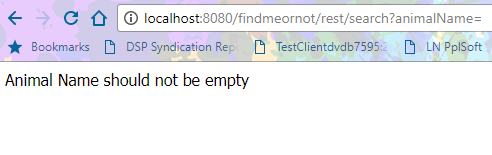 localhost:8080/findmeornot/rest/search?animalName=
Bookmarks DSP Syndication Rep TestClientdvdb7595: LN PplSoft
Animal Name should not be empty